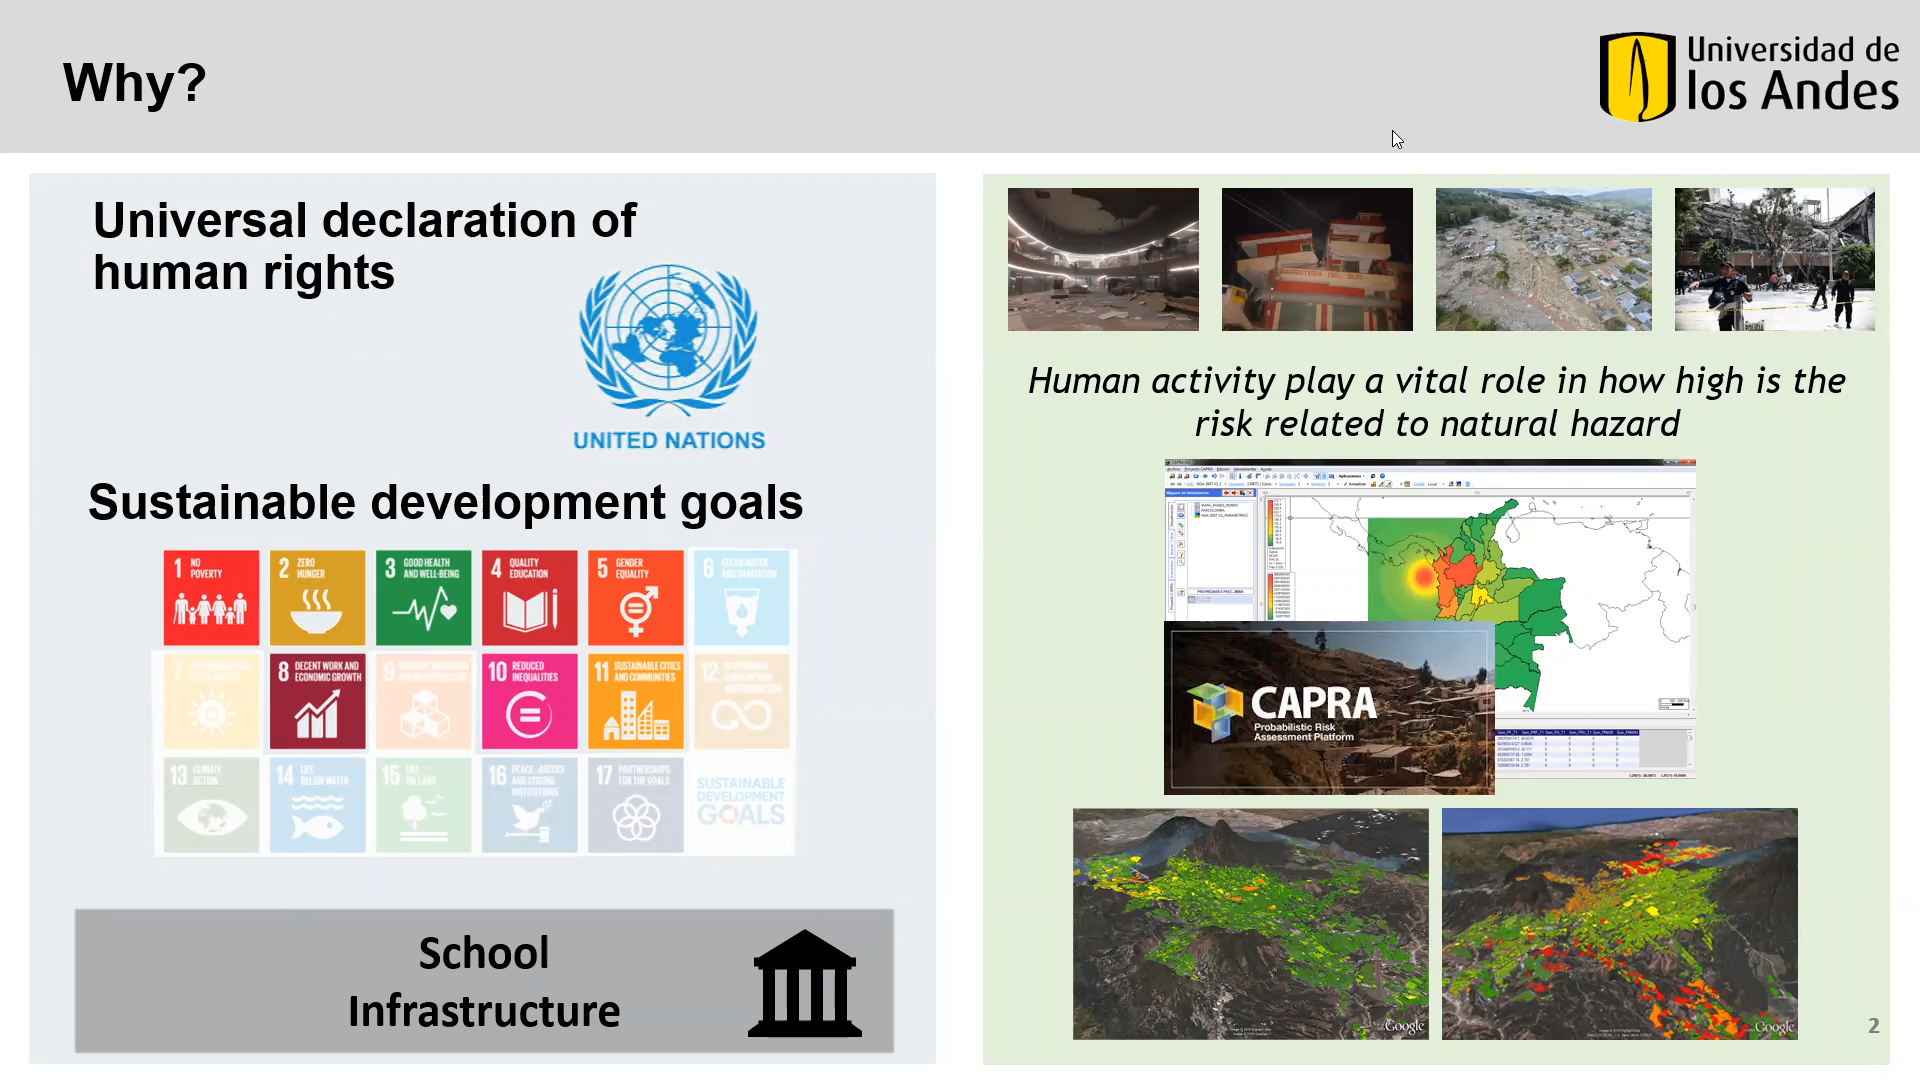 Why?
Universidad de
los Andes
Universal declaration of
human rights
UNITED NATIONS
Sustainable development goals
1 NO
POVERTY
2 ZERO
HUNGER
3 GOOD HEALTH
AND WELL-BEING
4 QUALITY
EDUCATION
5 GENDER
EQUALITY
6 CLEAN WATER
AND SANITATION
7
8 DECENT WORK AND
ECONOMIC GROWTH
9
10 REDUCED
INEQUALITIES
11 SUSTAINABLE CITIES
AND COMMUNITIES
12
13 CLIMATE
ACTION
14 LIFE
BELOW WATER
15 LIFE
ON LAND
16 PEACE, JUSTICE
AND STRONG
INSTITUTIONS
17 PARTNERSHIPS
FOR THE GOALS
SUSTAINABLE
DEVELOPMENT
GOALS
School
Infrastructure
Human activity play a vital role in how high is the
risk related to natural hazard
CAPRA
Probabilistic Risk
Assessment Platform
Google
Google
2